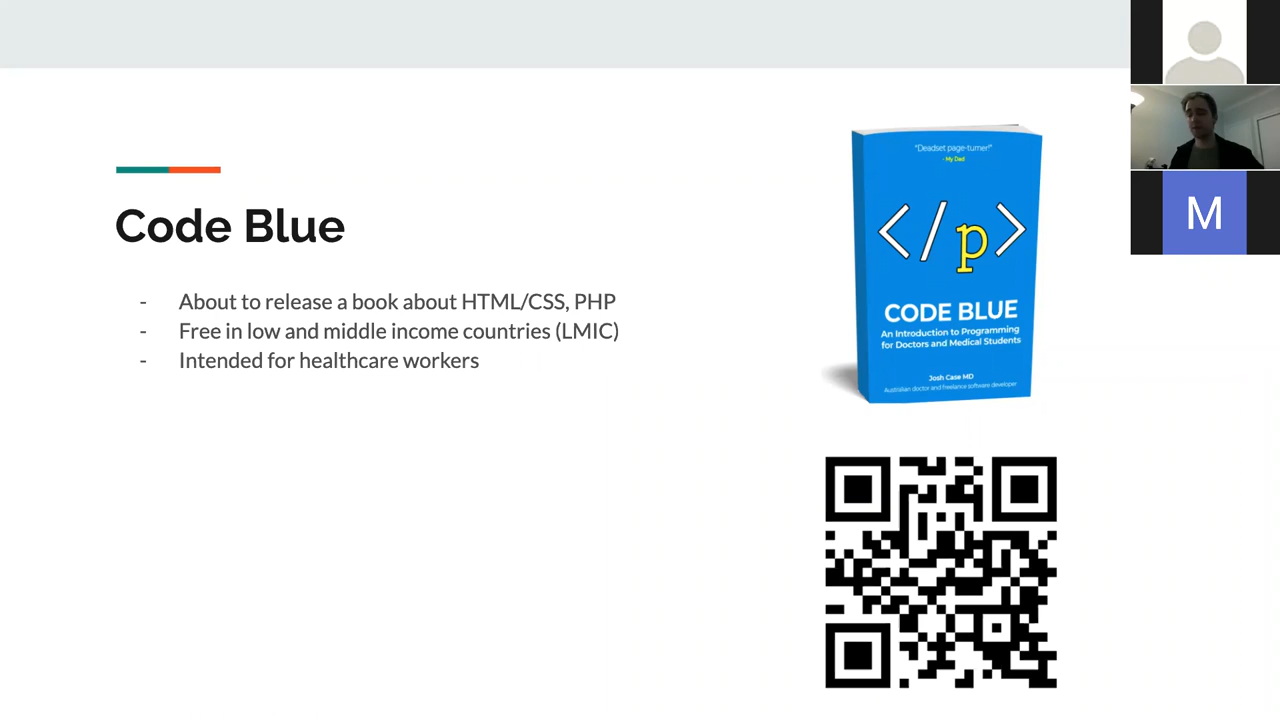 Code Blue
- About to release a book about HTML/CSS, PHP
- Free in low and middle income countries (LMIC)
- Intended for healthcare workers
"Deadset page-turner!"
- My Dad
</p>
CODE BLUE
An Introduction to Programming
for Doctors and Medical Students
Josh Case MD
Australian doctor and freelance software developer
M